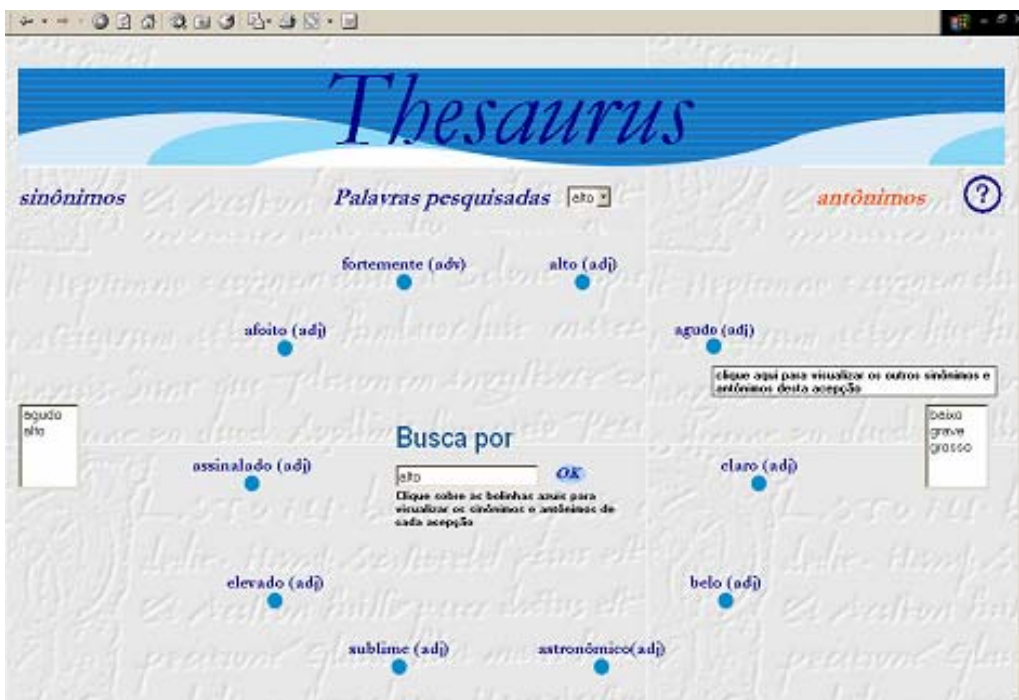 Thesaurus
sinônimos
Palavras pesquisadas alto
antônimos ?
fortemente (adv)
alto (adj)
afoito (adj)
agudo (adj)
clique aqui para visualizar os outros sinônimos e
antônimos desta acepção
agudo
alto
baixo
grave
grosso
Busca por
alto OK
Clique sobre as bolinhas azuis para
visualizar os sinônimos e antônimos de
cada acepção
assinalado (adj)
claro (adj)
elevado (adj)
belo (adj)
sublime (adj)
astronômico(adj)